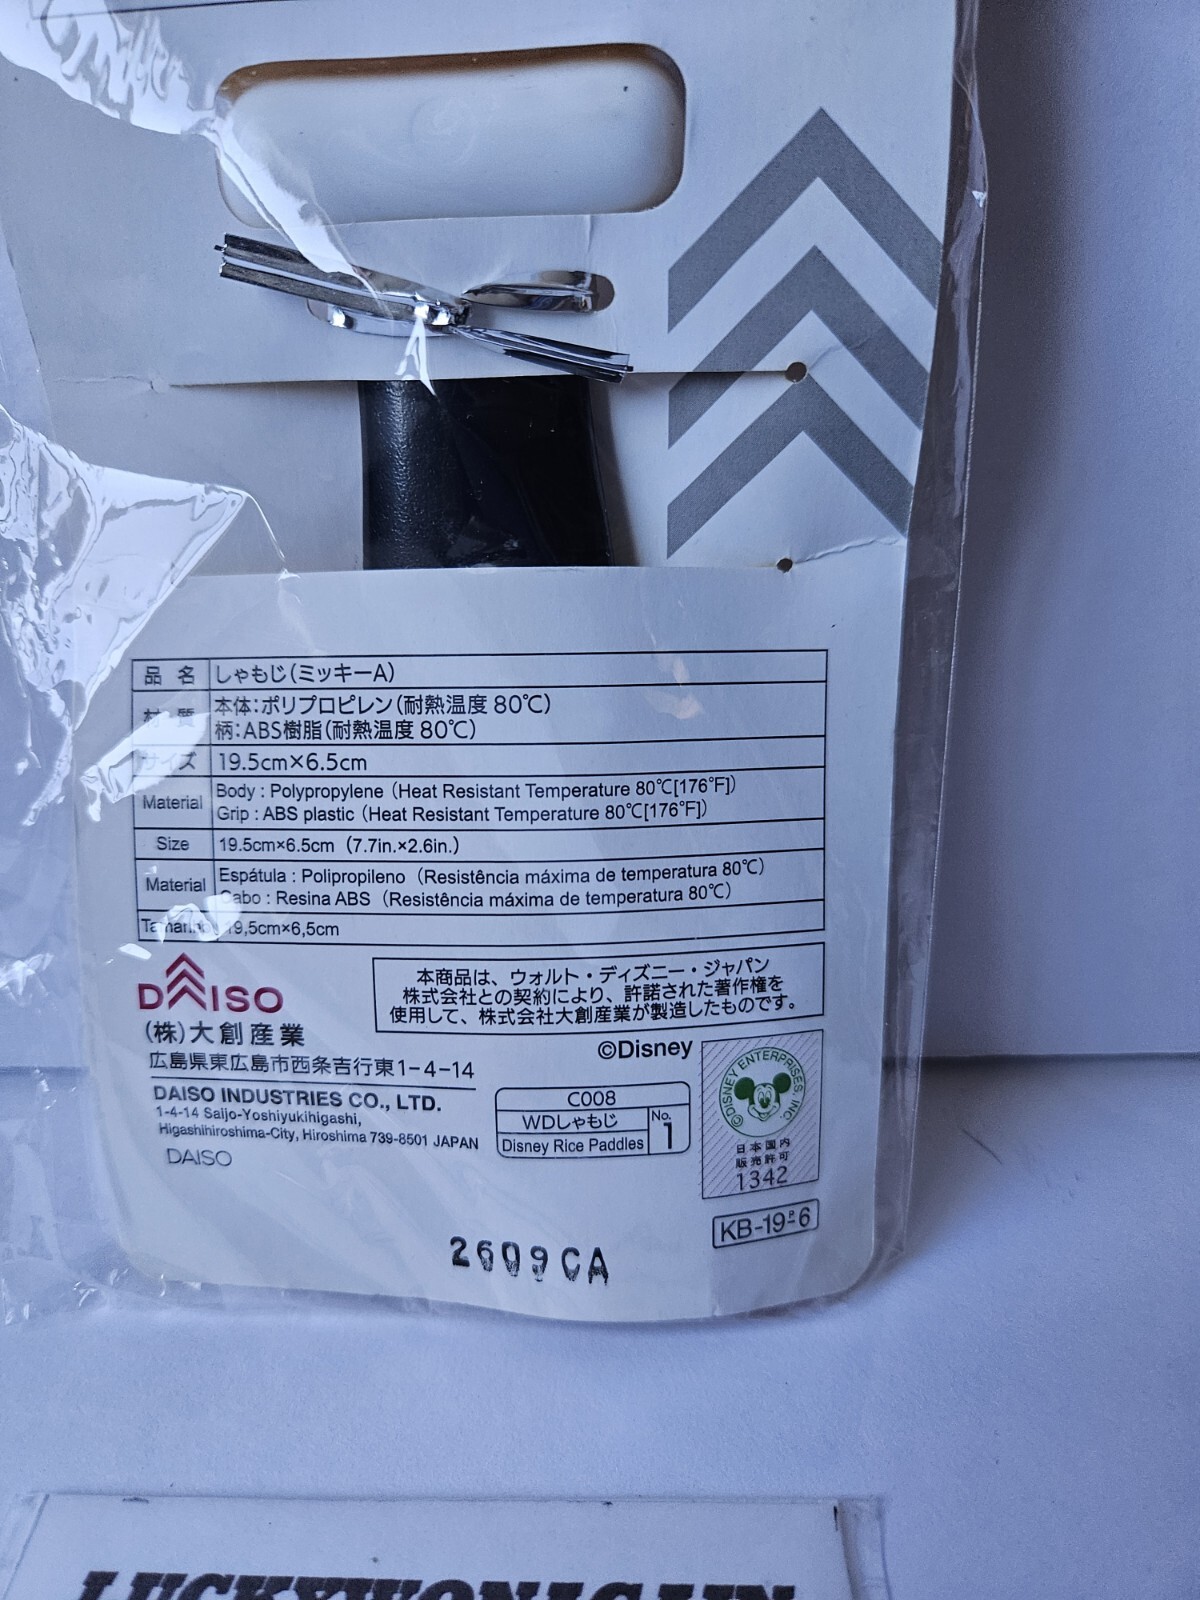 品 名 しゃもじ(ミッキーA)
材 質 本体:ポリプロピレン(耐熱温度 80℃)
柄:ABS樹脂(耐熱温度 80℃)
サイズ 19.5cm×6.5cm
Material Body : Polypropylene (Heat Resistant Temperature 80℃[176°F])
Grip : ABS plastic (Heat Resistant Temperature 80℃[176°F])
Size 19.5cm×6.5cm (7.7in.×2.6in.)
Material Espátula : Polipropileno (Resistência máxima de temperatura 80℃)
Cabo : Resina ABS (Resistência máxima de temperatura 80℃)
Tamanho 19,5cm×6,5cm
DAISO
(株)大創産業
広島県東広島市西条吉行東1-4-14
DAISO INDUSTRIES CO., LTD.
1-4-14 Saijo-Yoshiyukihigashi,
Higashihiroshima-City, Hiroshima 739-8501 JAPAN
DAISO
本商品は、ウォルト・ディズニー・ジャパン
株式会社との契約により、許諾された著作権を
使用して、株式会社大創産業が製造したものです。
©Disney
C008
WDしゃもじ
Disney Rice Paddles
No.
1
©DISNEY ENTERPRISES, INC.
日本国内
販売許可
1342
KB-19-P6
2609CA